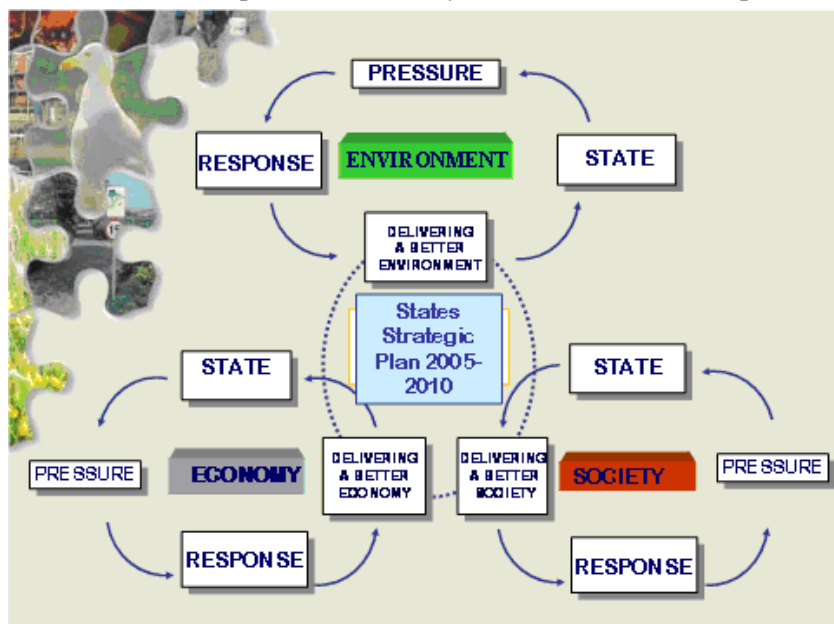 PRESSURE
RESPONSE
ENVIRONMENT
STATE
DELIVERING
A BETTER
ENVIRONMENT
States
Strategic
Plan 2005-
2010
STATE
STATE
PRESSURE
ECONOMY
DELIVERING
A BETTER
ECONOMY
DELIVERING
A BETTER
SOCIETY
SOCIETY
PRESSURE
RESPONSE
RESPONSE